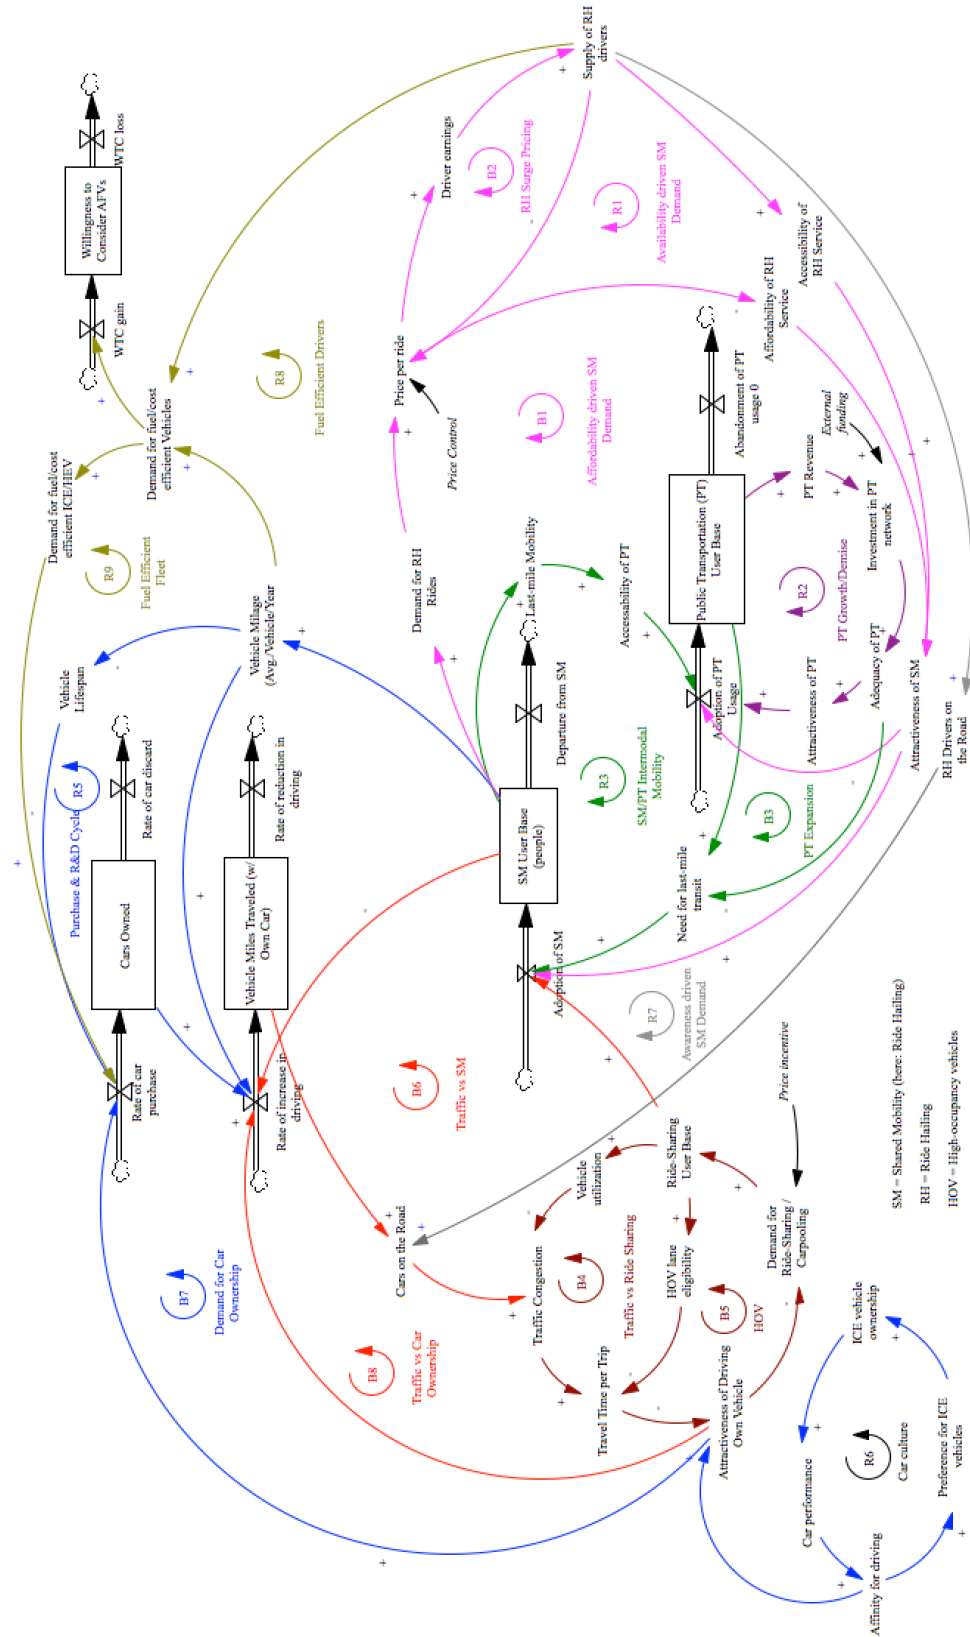 Willingness to
Consider AFVs
WTC gain
WTC loss
Demand for fuel/cost
efficient ICE/HEV
Demand for fuel/cost
efficient Vehicles
R9
Fuel Efficient
Fleet
R8
Fuel Efficient Drivers
Supply of RH
drivers
Driver earnings
B2
RH Surge Pricing
R1
Availability driven SM
Demand
Accessibility of
RH Service
Affordability of RH
Service
Price per ride
Price Control
B1
Affordability driven SM
Demand
Demand for RH
Rides
Vehicle
Lifespan
Vehicle Milage
(Avg./Vehicle/Year)
R5
Purchase & R&D Cycle
Rate of car
purchase
Cars Owned
Rate of car discard
Rate of increase in
driving
Vehicle Miles Traveled (w/
Own Car)
Rate of reduction in
driving
Adoption of SM
SM User Base
(people)
Departure from SM
Last-mile Mobility
Accessability of PT
R3
SM/PT Intermodal
Mobility
Adoption of PT
Usage
Public Transportation (PT)
User Base
Abandonment of PT
usage 0
PT Revenue
External
funding
Investment in PT
network
R2
PT Growth/Demise
Adequacy of PT
Attractiveness of PT
Attractiveness of SM
RH Drivers on
the Road
B3
PT Expansion
Need for last-mile
transit
R7
Awareness driven
SM Demand
B6
Traffic vs SM
B7
Demand for Car
Ownership
B8
Traffic vs Car
Ownership
Cars on the Road
Traffic Congestion
Vehicle
utilization
Ride-Sharing
User Base
B4
Traffic vs Ride Sharing
HOV lane
eligibility
B5
HOV
Travel Time per Trip
Attractiveness of Driving
Own Vehicle
Demand for
Ride-Sharing /
Carpooling
Price incentive
ICE vehicle
ownership
Car performance
R6
Car culture
Preference for ICE
vehicles
Affinity for driving
SM = Shared Mobility (here: Ride Hailing)
RH = Ride Hailing
HOV = High-occupancy vehicles